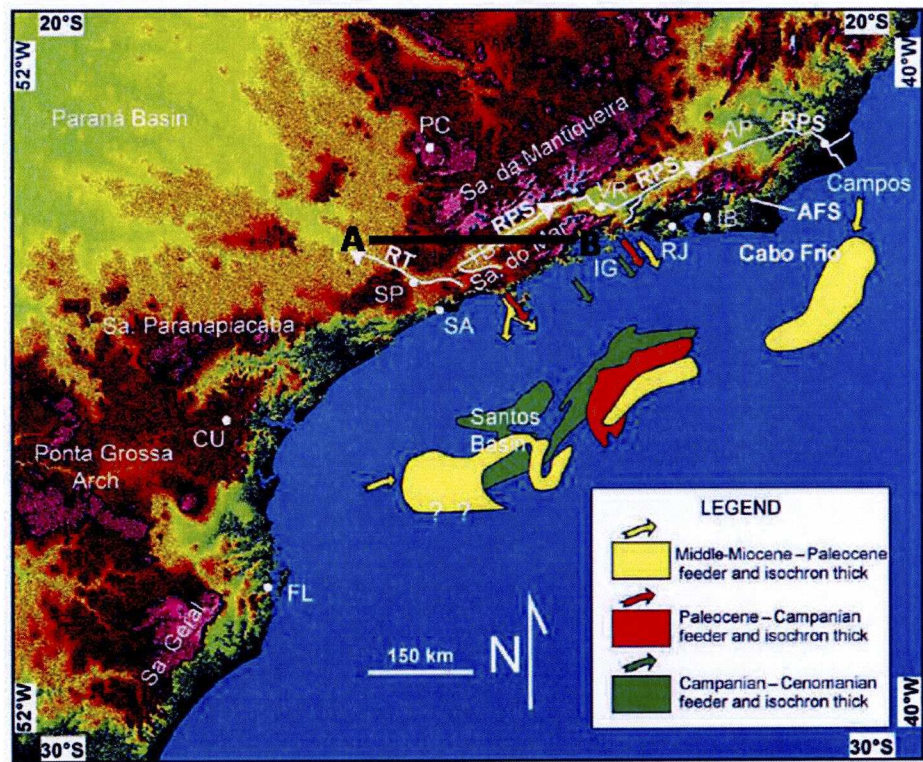 20°S
20°S
52°W
40°W
Paraná Basin
PC
Sa. da Mantiqueira
AP
RPS
RPS
RPS
VR
Campos
AFS
IB
A
B
RT
TB
Sa. do Mar
IG
RJ
Cabo Frio
SP
SA
Sa. Paranapiacaba
CU
Santos
Basin
Ponta Grossa
Arch
? ?
LEGEND
Middle-Miocene – Paleocene
feeder and isochron thick
Paleocene – Campanian
feeder and isochron thick
Campanian – Cenomanian
feeder and isochron thick
FL
Sa. Geral
150 km
N
52°W
40°W
30°S
30°S